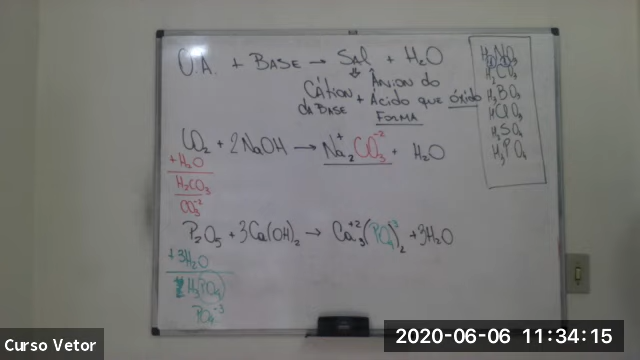 O.A. + BASE → SAL + H₂O
CÁTION + ÂNION DO
DA BASE ÁCIDO QUE ÓXIDO
FORMA
CO₂ + 2NaOH → Na₂⁺CO₃⁻² + H₂O
+ H₂O
H₂CO₃
CO₃⁻²
P₂O₅ + 3Ca(OH)₂ → Ca₃⁺²(PO₄)₂⁻³ + 3H₂O
+3H₂O
H₃PO₄
PO₄⁻³
H₂CO₃
H₃BO₃
HClO₃
H₂SO₄
H₃PO₄
Curso Vetor
2020-06-06 11:34:15